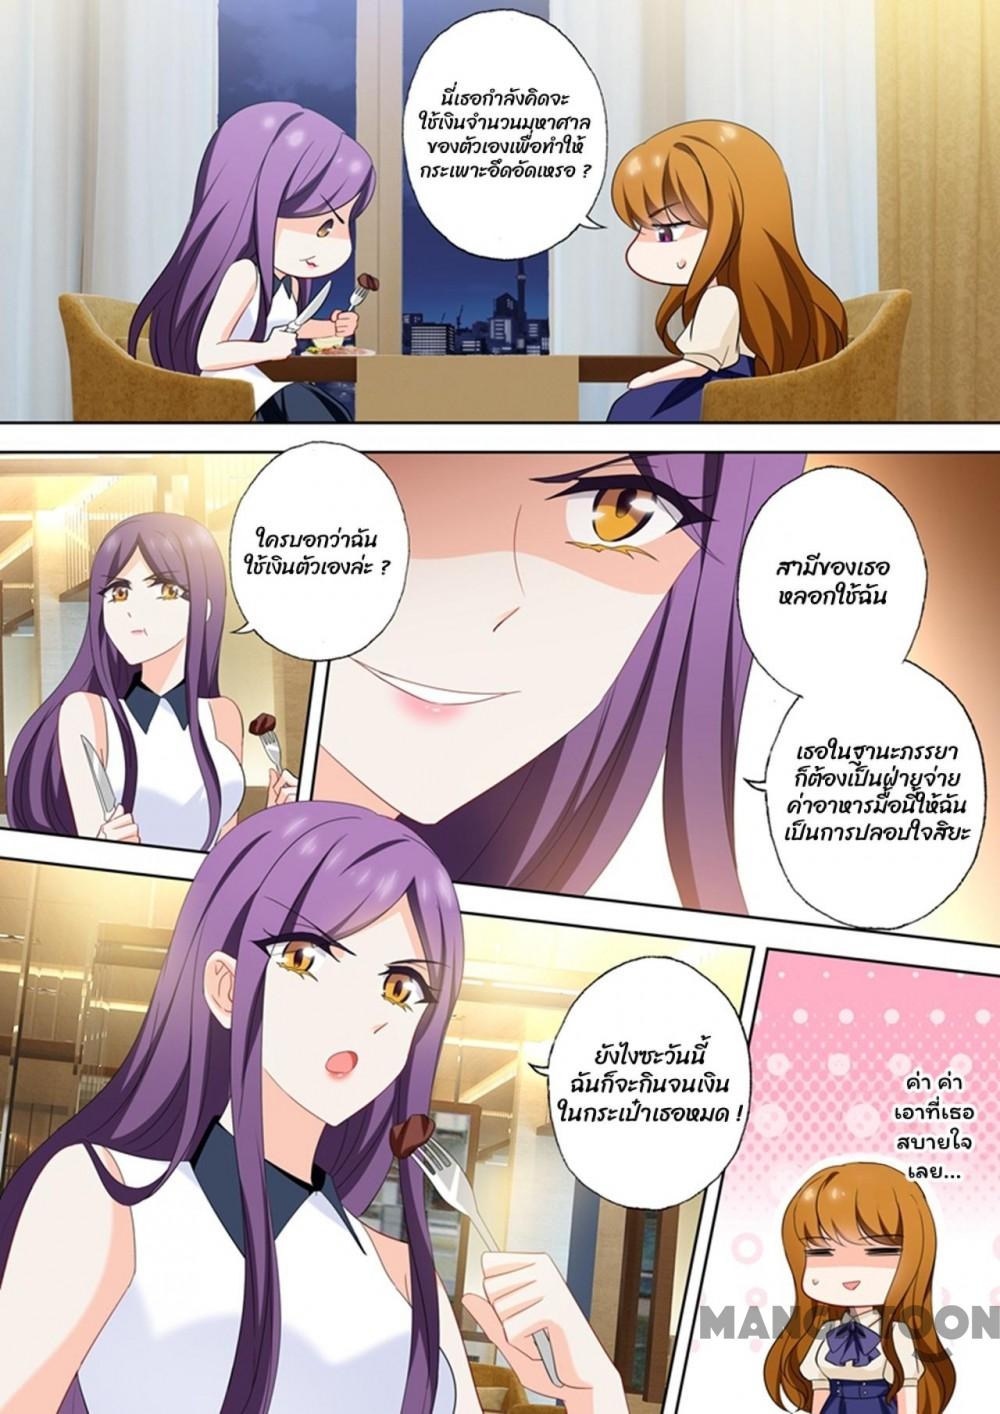 นี่เธอกำลังคิดจะ
ใช้เงินจำนวนมหาศาล
ของตัวเองเพื่อทำให้
กระเพาะอึดอัดเหรอ ?
ใครบอกว่าฉัน
ใช้เงินตัวเองล่ะ ?
สามีของเธอ
หลอกใช้ฉัน
เธอในฐานะภรรยา
ก็ต้องเป็นฝ่ายจ่าย
ค่าอาหารมื้อนี้ให้ฉัน
เป็นการปลอบใจสิยะ
ยังไงซะวันนี้
ฉันก็จะกินจนเงิน
ในกระเป๋าเธอหมด !
ค่า ค่า
เอาที่เธอ
สบายใจ
เลย...
MANGATOON